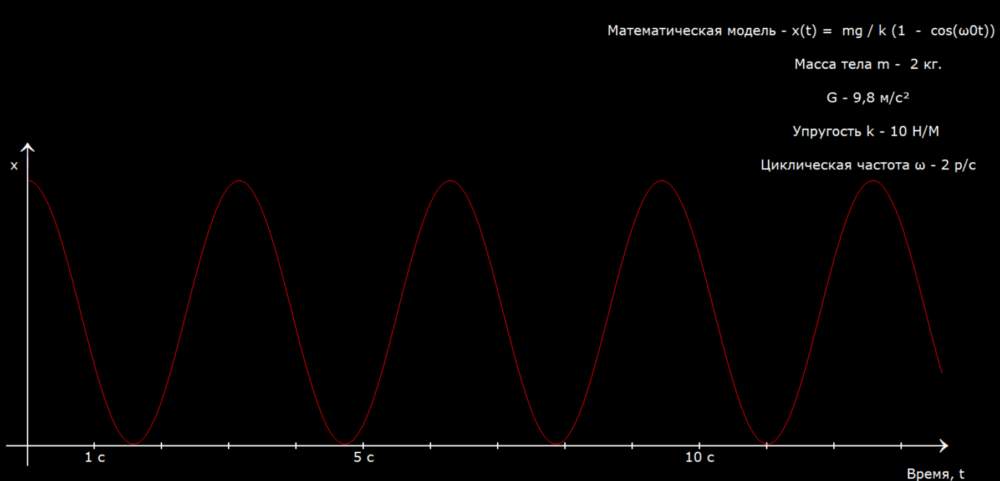 Математическая модель - x(t) =  mg / k (1  -  cos(ω0t))
Масса тела m -  2 кг.
G - 9,8 м/с²
Упругость k - 10 Н/М
Циклическая частота ω - 2 р/с
x
1 с
5 с
10 с
Время, t